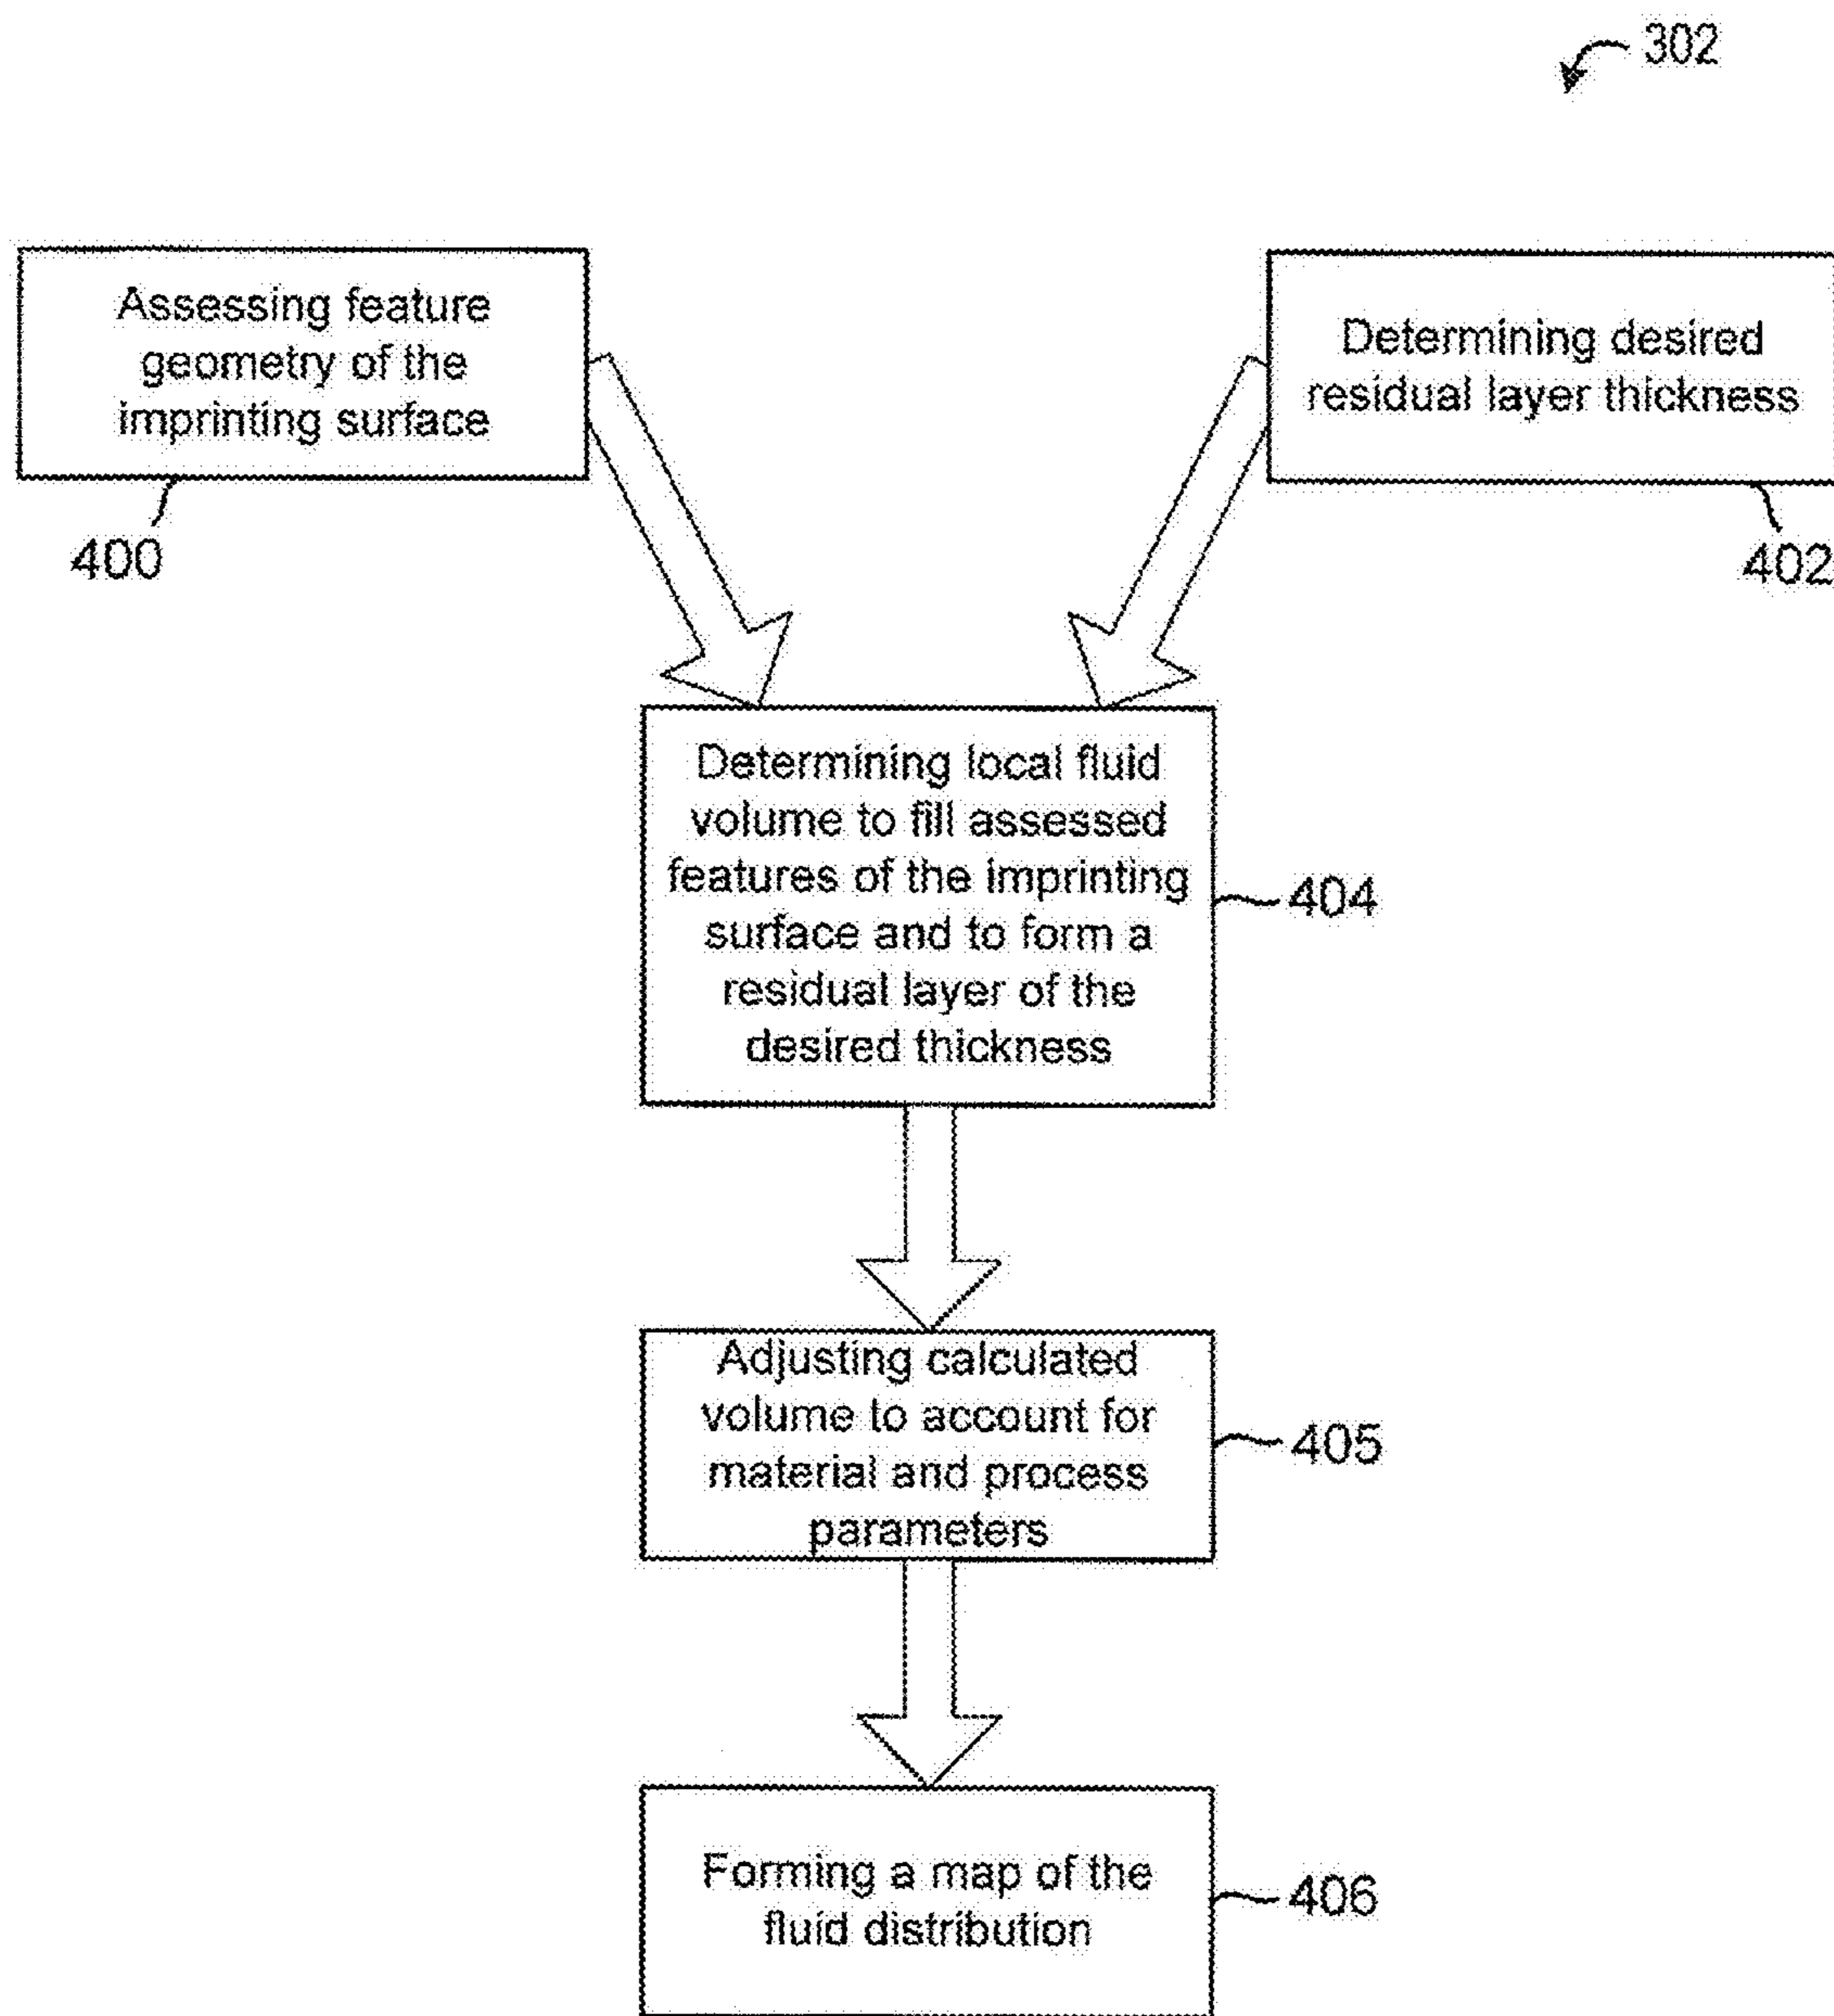 302
Assessing feature
geometry of the
imprinting surface
400
Determining desired
residual layer thickness
402
Determining local fluid
volume to fill assessed
features of the imprinting
surface and to form a
residual layer of the
desired thickness
404
Adjusting calculated
volume to account for
material and process
parameters
405
Forming a map of the
fluid distribution
406